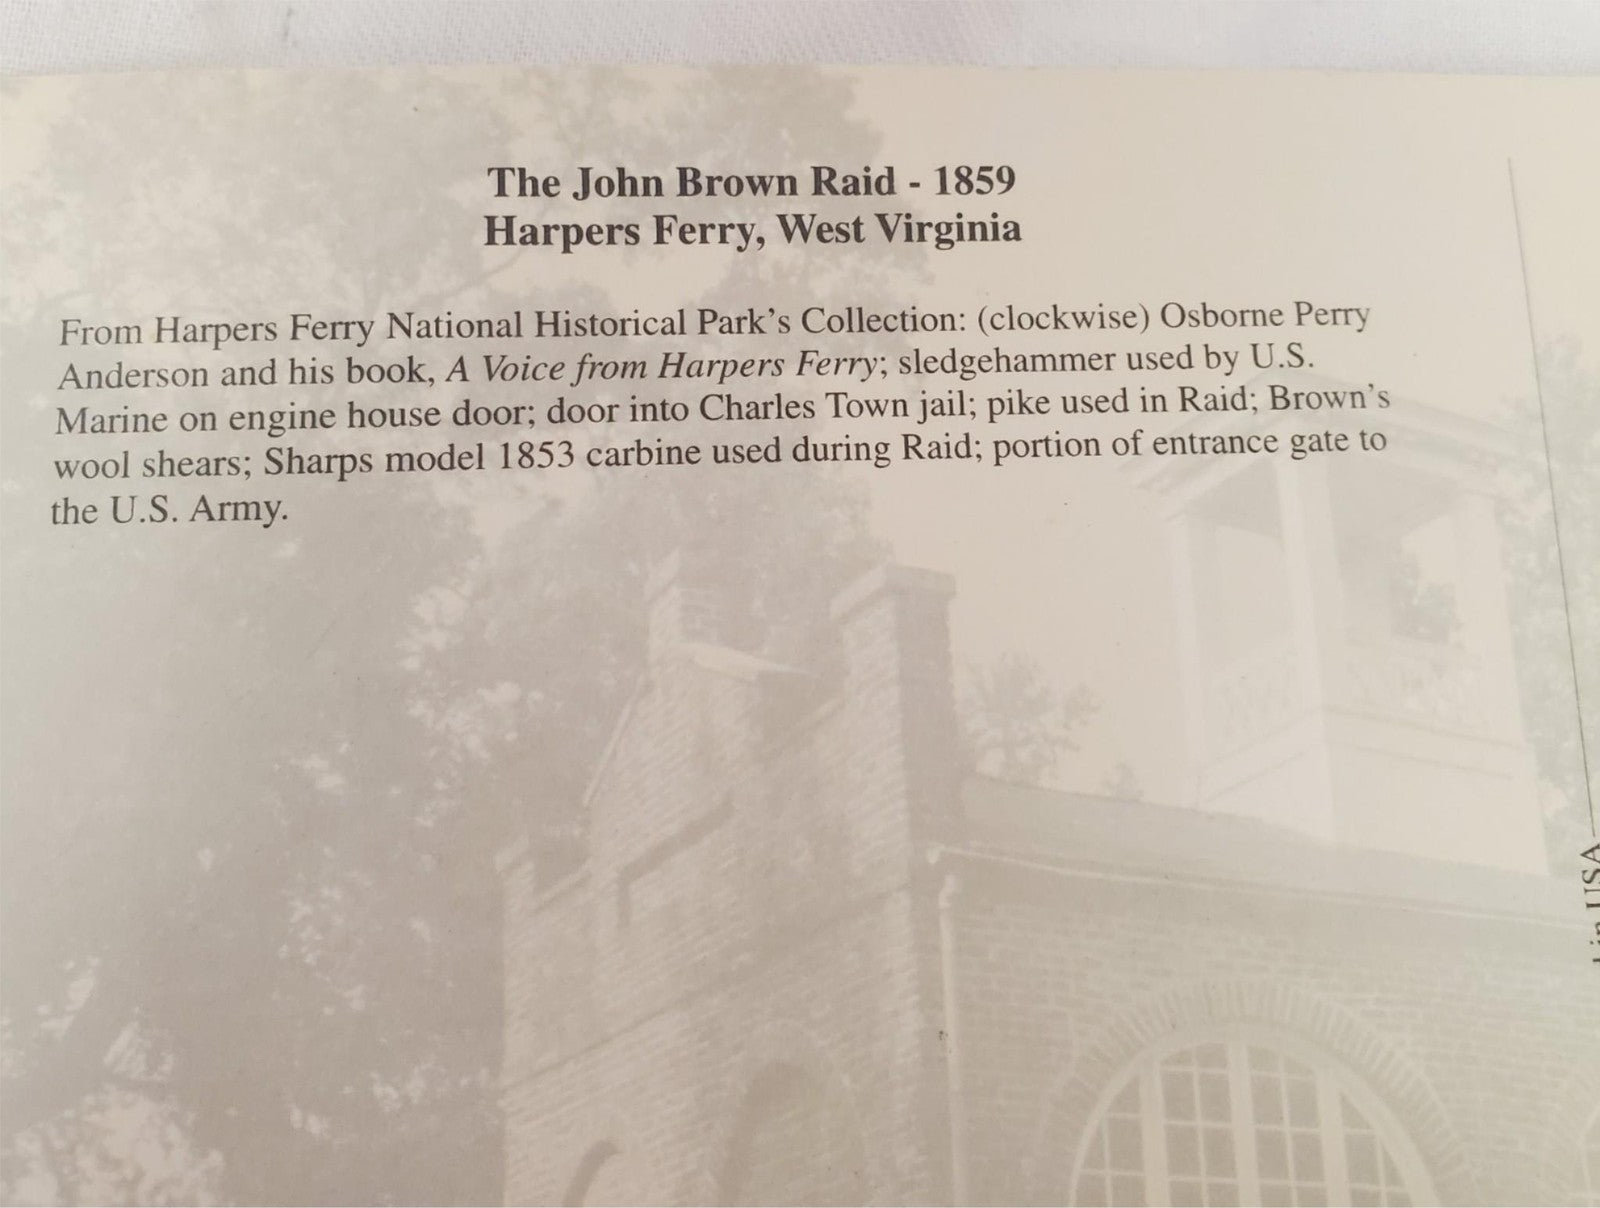 The John Brown Raid - 1859
Harpers Ferry, West Virginia
From Harpers Ferry National Historical Park's Collection: (clockwise) Osborne Perry
Anderson and his book, A Voice from Harpers Ferry; sledgehammer used by U.S.
Marine on engine house door; door into Charles Town jail; pike used in Raid; Brown's
wool shears; Sharps model 1853 carbine used during Raid; portion of entrance gate to
the U.S. Army.
in USA